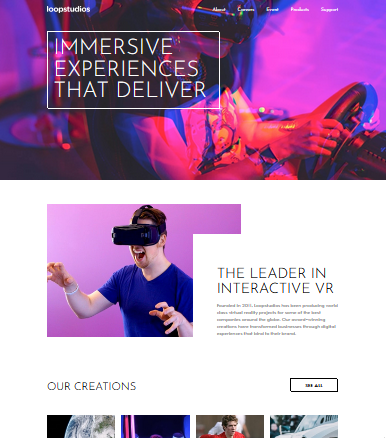 loopstudios
About Careers Events Products Support
IMMERSIVE
EXPERIENCES
THAT DELIVER
THE LEADER IN
INTERACTIVE VR
Founded in 2011, Loopstudios has been producing world
class virtual reality projects for some of the best
companies around the globe. Our award-winning
creations have transformed businesses through digital
experiences that bind to their brand.
OUR CREATIONS
SEE ALL